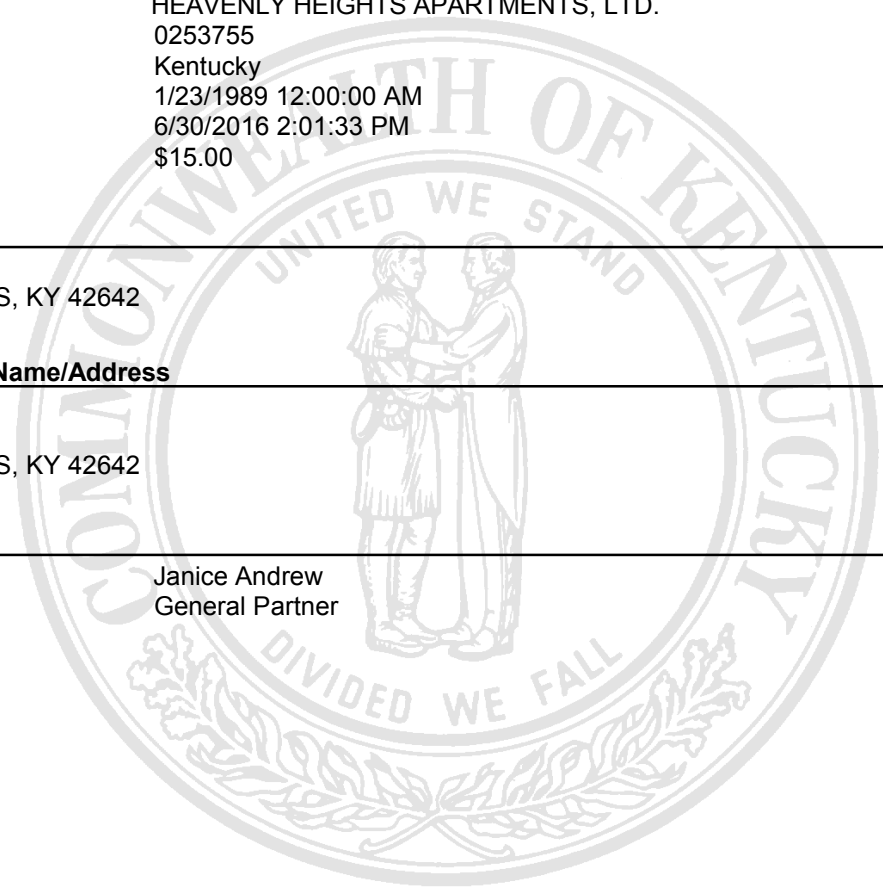 HEAVENLY HEIGHTS APARTMENTS, LTD.
0253755
Kentucky
1/23/1989 12:00:00 AM
6/30/2016 2:01:33 PM
$15.00
S, KY 42642
Name/Address
S, KY 42642
Janice Andrew
General Partner
COMMONWEALTH OF KENTUCKY
UNITED WE STAND
DIVIDED WE FALL